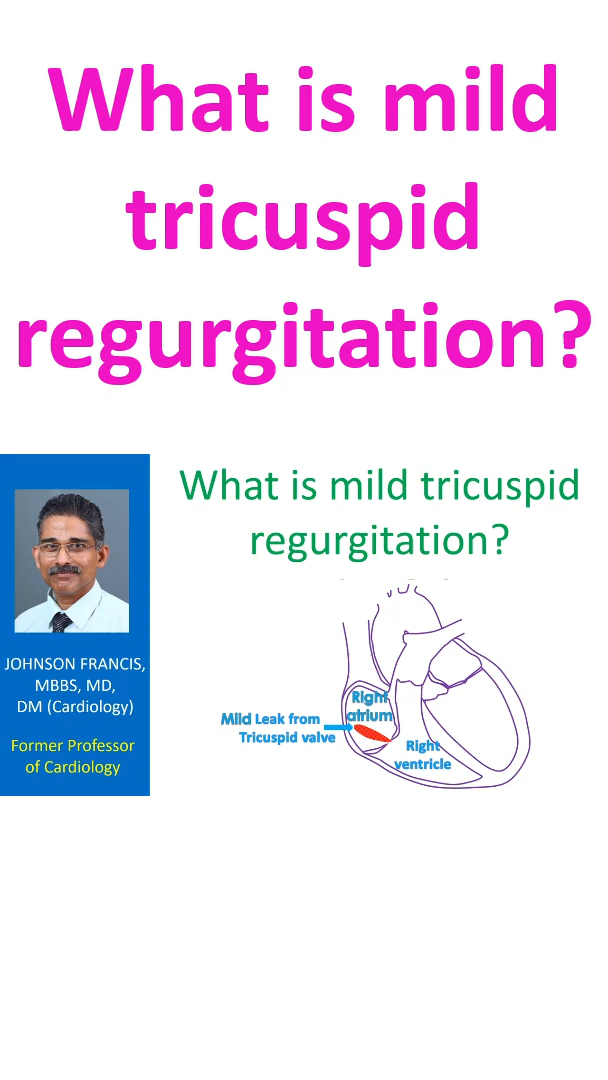 What is mild
tricuspid
regurgitation?
What is mild tricuspid
regurgitation?
JOHNSON FRANCIS,
MBBS, MD,
DM (Cardiology)
Former Professor
of Cardiology
Right
atrium
Mild Leak from
Tricuspid valve
Right
ventricle